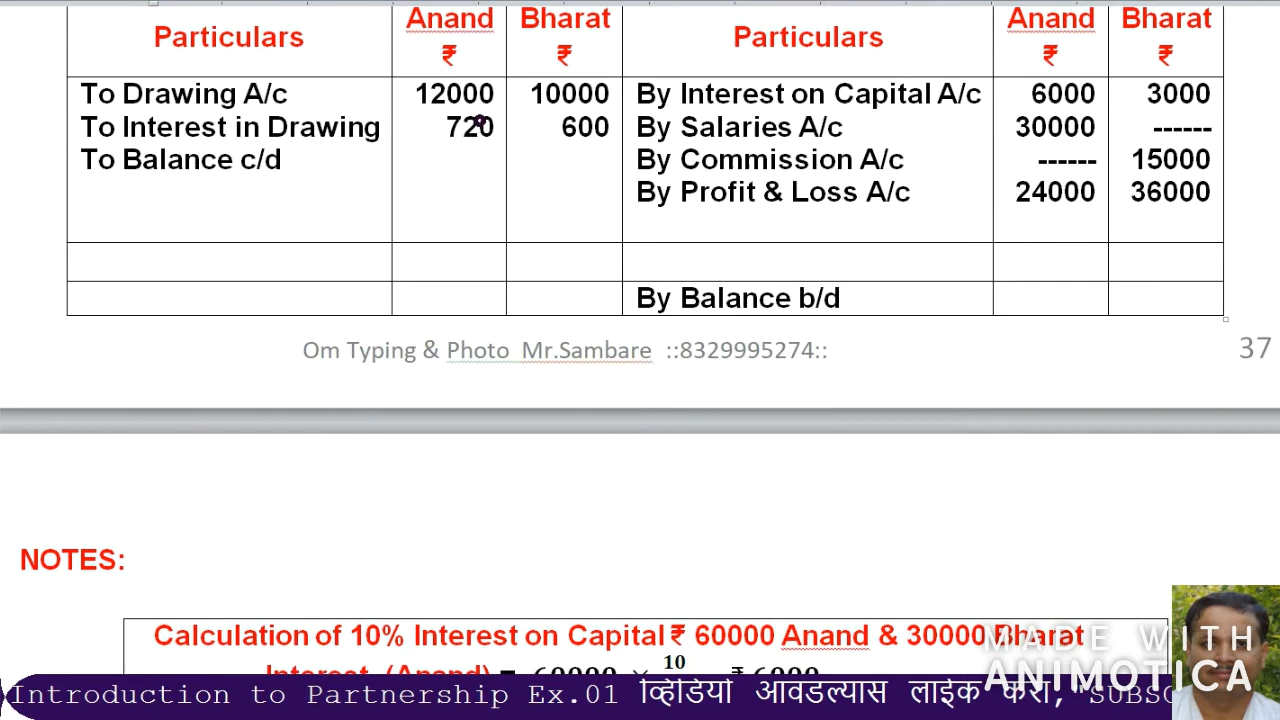 Particulars Anand ₹ Bharat ₹ Particulars Anand ₹ Bharat ₹
To Drawing A/c 12000 10000 By Interest on Capital A/c 6000 3000
To Interest in Drawing 720 600 By Salaries A/c 30000 ------
To Balance c/d By Commission A/c ------ 15000
By Profit & Loss A/c 24000 36000
By Balance b/d
Om Typing & Photo Mr.Sambare ::8329995274::
37
NOTES:
Calculation of 10% Interest on Capital ₹ 60000 Anand & 30000 Bharat
10
MADE WITH
ANIMOTICA
Introduction to Partnership Ex.01 व्हिडियो आवडल्यास लाईक करा, "SUBSC